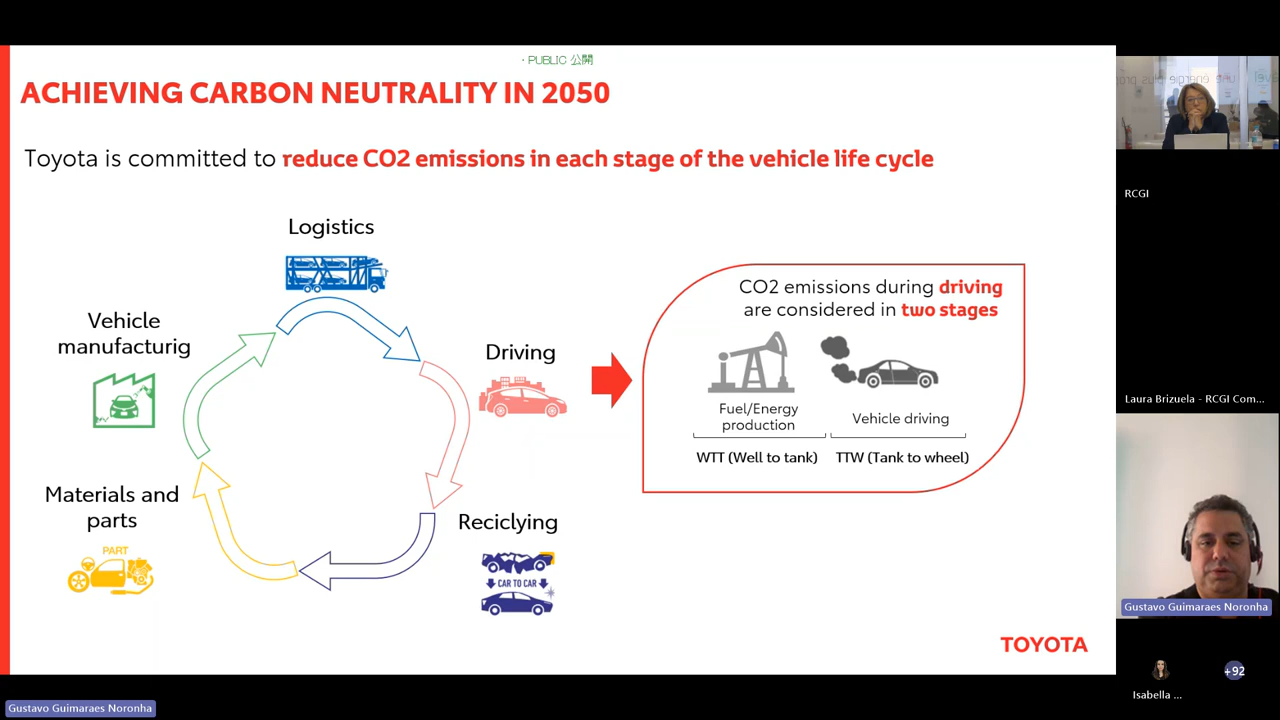 · PUBLIC 公開
ACHIEVING CARBON NEUTRALITY IN 2050
Toyota is committed to reduce CO2 emissions in each stage of the vehicle life cycle
Logistics
Vehicle
manufacturig
Driving
Materials and
parts
PART
Reciclying
CAR TO CAR
CO2 emissions during driving
are considered in two stages
Fuel/Energy
production
Vehicle driving
WTT (Well to tank)
TTW (Tank to wheel)
TOYOTA
RCGI
Laura Brizuela - RCGI Com...
Gustavo Guimaraes Noronha
Isabella ...
+92
Gustavo Guimaraes Noronha